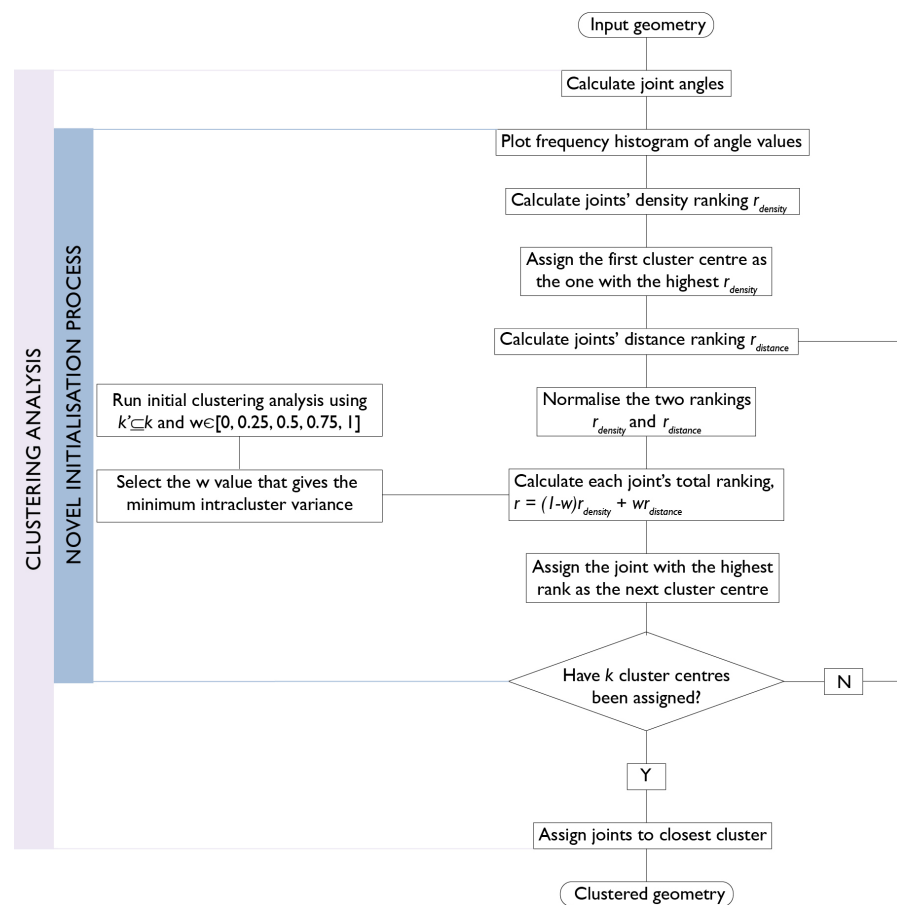 Input geometry
Calculate joint angles
Plot frequency histogram of angle values
Calculate joints' density ranking r_density
Assign the first cluster centre as
the one with the highest r_density
Calculate joints' distance ranking r_distance
Run initial clustering analysis using
k'⊆k and w∈[0, 0.25, 0.5, 0.75, 1]
Normalise the two rankings
r_density and r_distance
Select the w value that gives the
minimum intracluster variance
Calculate each joint's total ranking,
r = (1-w)r_density + wr_distance
Assign the joint with the highest
rank as the next cluster centre
Have k cluster centres
been assigned?
N
Y
Assign joints to closest cluster
Clustered geometry
CLUSTERING ANALYSIS
NOVEL INITIALISATION PROCESS